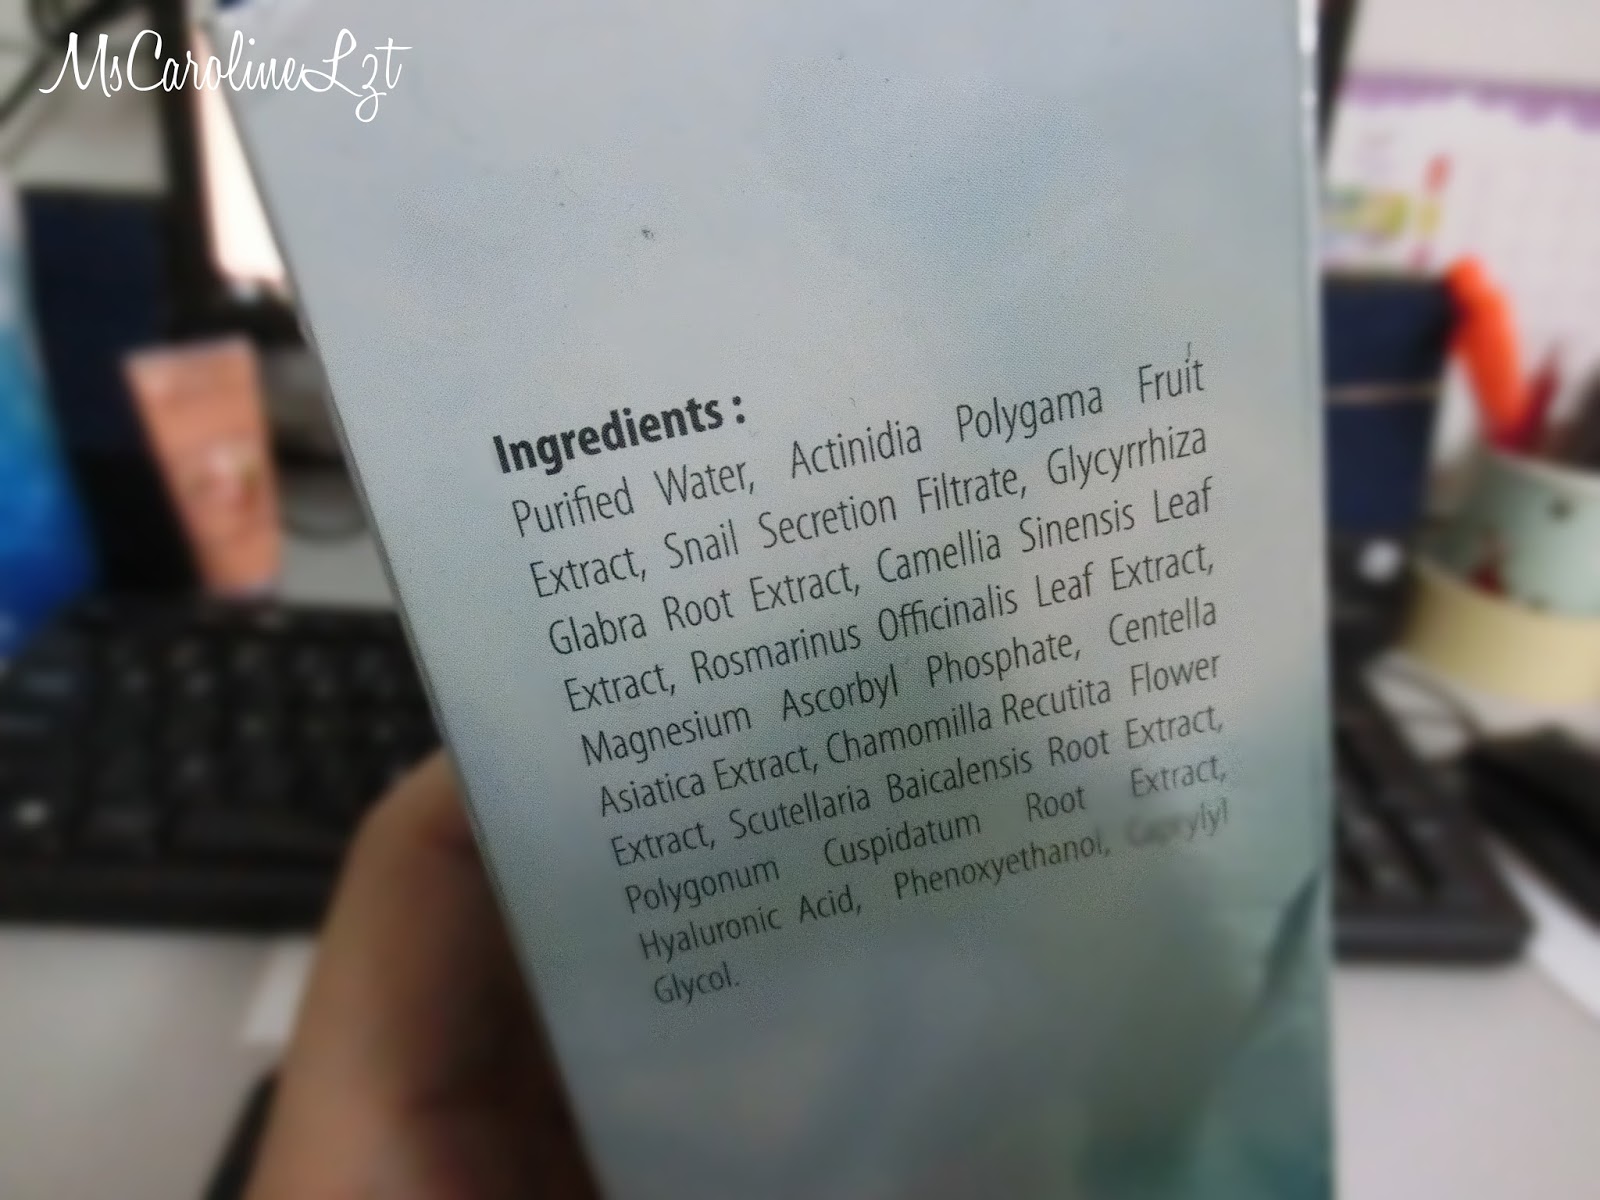 MsCarolineLzt
Ingredients :
Purified Water, Actinidia Polygama Fruit
Extract, Snail Secretion Filtrate, Glycyrrhiza
Glabra Root Extract, Camellia Sinensis Leaf
Extract, Rosmarinus Officinalis Leaf Extract,
Magnesium Ascorbyl Phosphate, Centella
Asiatica Extract, Chamomilla Recutita Flower
Extract, Scutellaria Baicalensis Root Extract,
Polygonum Cuspidatum Root Extract,
Hyaluronic Acid, Phenoxyethanol, Caprylyl
Glycol.